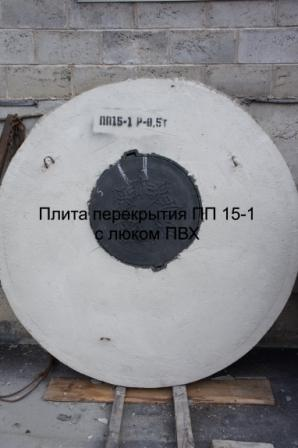 ПП15-1 Р-0,5т
Плита перекрытия ПП 15-1
с люком ПВХ